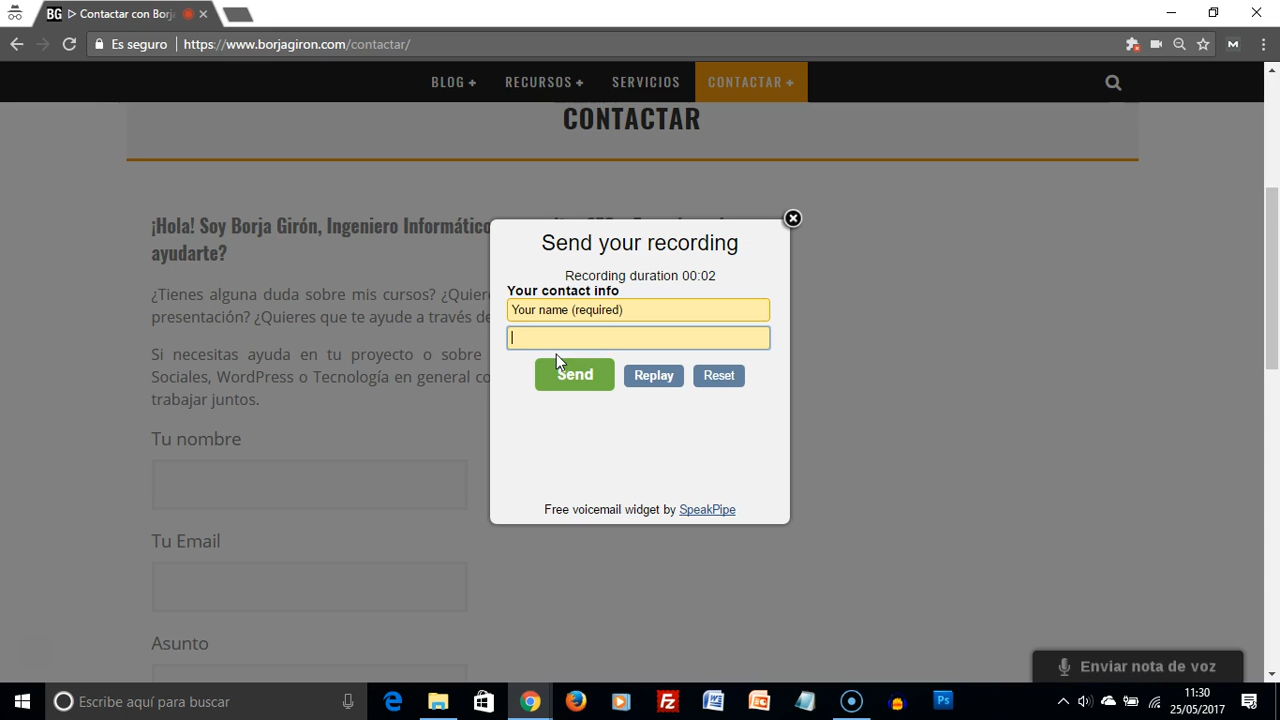 BG ▷ Contactar con Borj
Es seguro https://www.borjagiron.com/contactar/
BLOG + RECURSOS + SERVICIOS CONTACTAR +
CONTACTAR
¡Hola! Soy Borja Girón, Ingeniero Informático
ayudarte?
¿Tienes alguna duda sobre mis cursos? ¿Quier
presentación? ¿Quieres que te ayude a través de
Si necesitas ayuda en tu proyecto o sobre
Sociales, WordPress o Tecnología en general co
trabajar juntos.
Tu nombre
Tu Email
Asunto
Send your recording
Recording duration 00:02
Your contact info
Your name (required)
Send Replay Reset
Free voicemail widget by SpeakPipe
Enviar nota de voz
Escribe aquí para buscar
11:30
25/05/2017